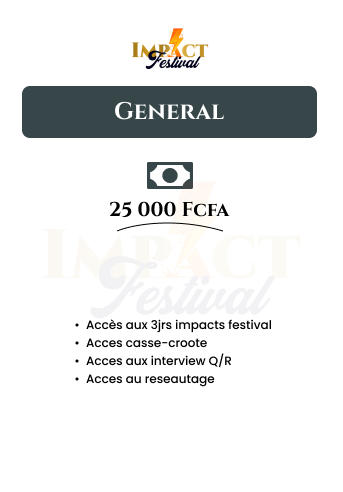 IMPACT
Festival
GENERAL
25 000 FCFA
IMPACT
Festival
• Accès aux 3jrs impacts festival
• Acces casse-croote
• Acces aux interview Q/R
• Acces au reseautage